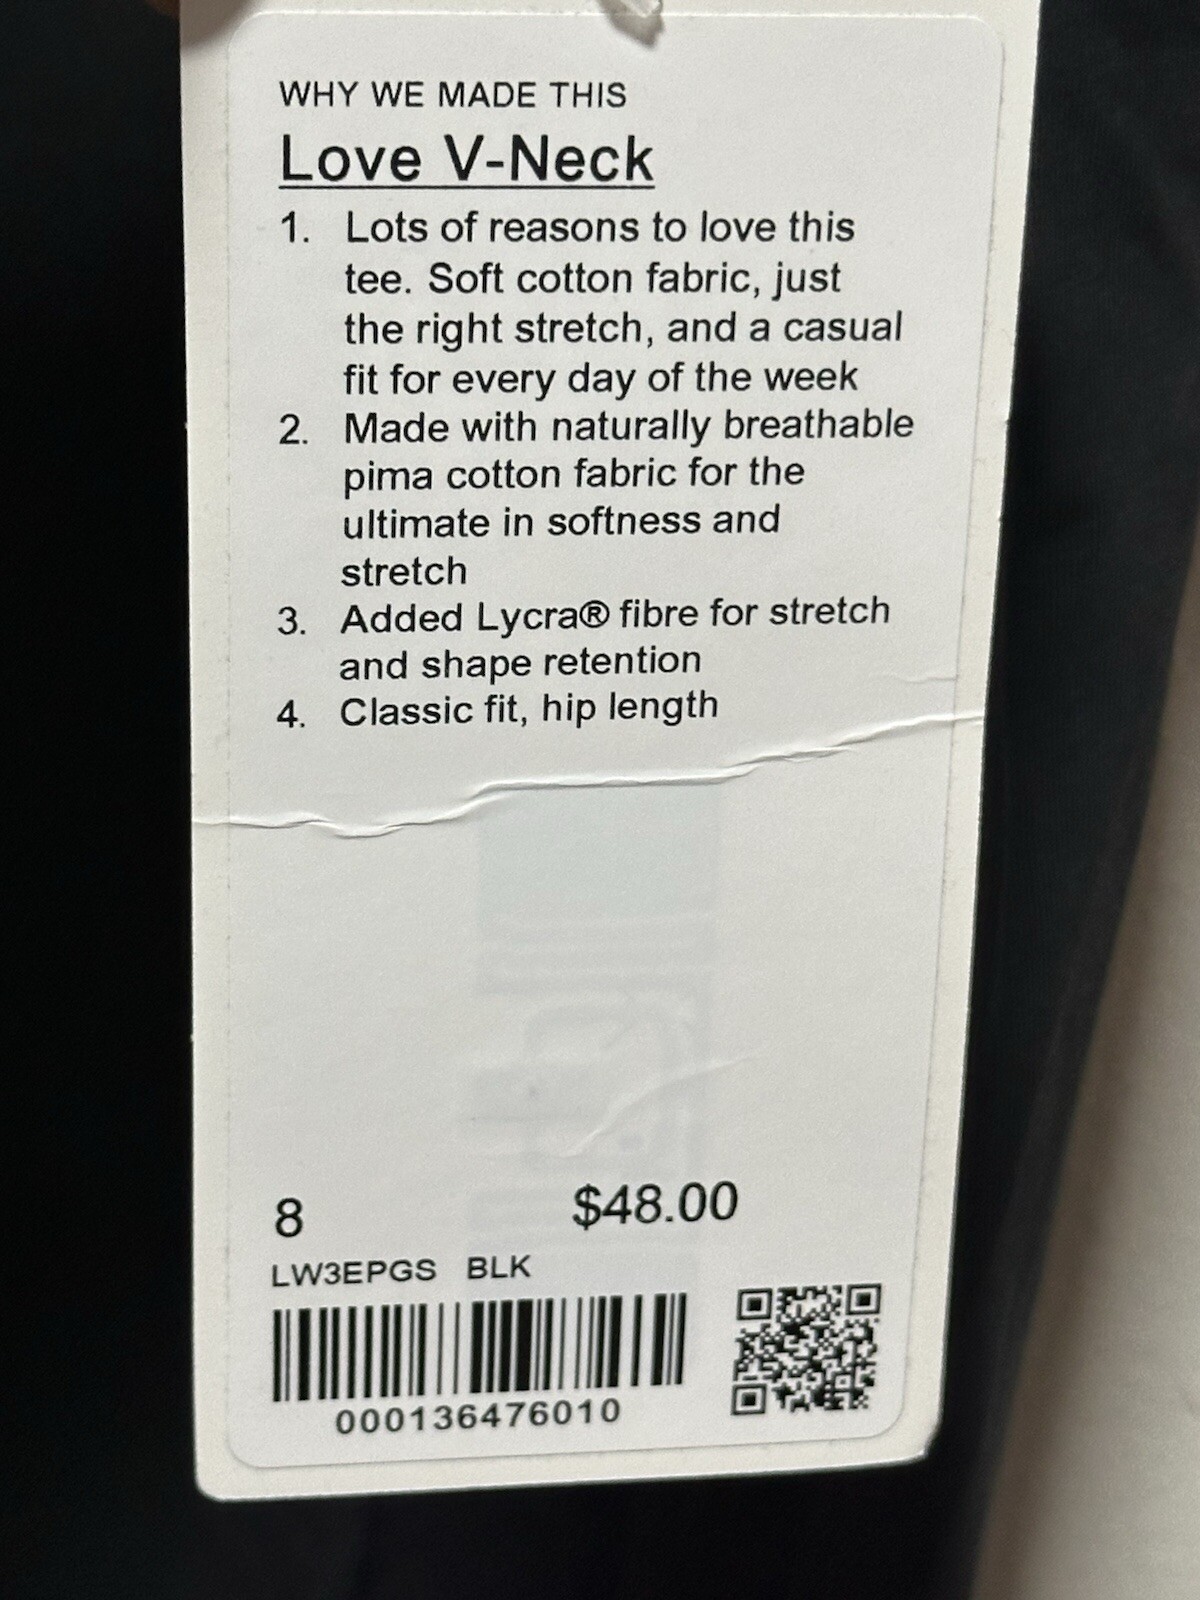 WHY WE MADE THIS
Love V-Neck
1. Lots of reasons to love this
tee. Soft cotton fabric, just
the right stretch, and a casual
fit for every day of the week
2. Made with naturally breathable
pima cotton fabric for the
ultimate in softness and
stretch
3. Added Lycra® fibre for stretch
and shape retention
4. Classic fit, hip length
8 $48.00
LW3EPGS BLK
000136476010